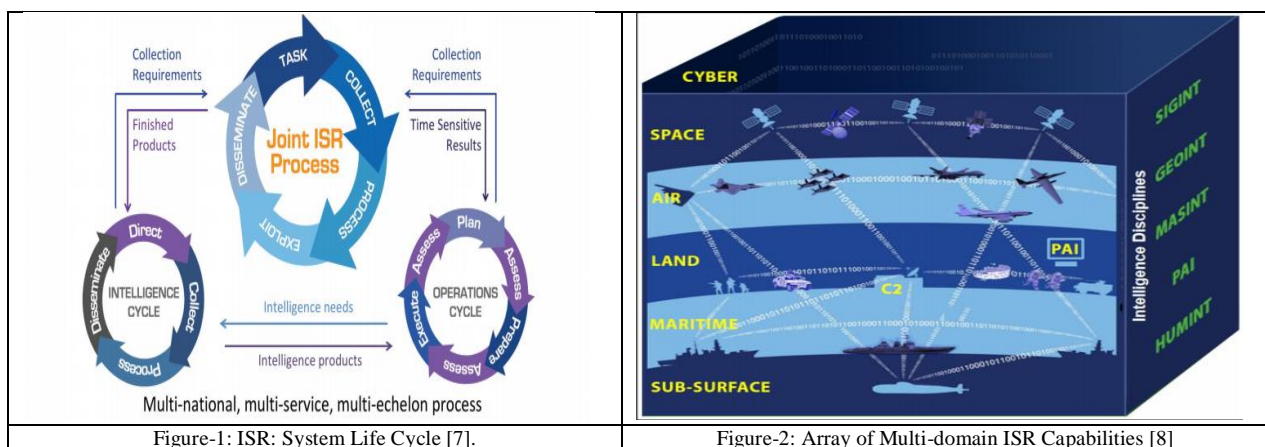 Collection
Requirements
Finished
Products
TASK
COLLECT
PROCESS
EXPLOIT
DISSEMINATE
Joint ISR
Process
Collection
Requirements
Time Sensitive
Results
Direct
Collect
Process
Disseminate
INTELLIGENCE
CYCLE
Intelligence needs
Intelligence products
Plan
Assess
Prepare
Assess
Execute
Assess
OPERATIONS
CYCLE
Multi-national, multi-service, multi-echelon process
Figure-1: ISR: System Life Cycle [7].
CYBER
SPACE
AIR
LAND
MARITIME
SUB-SURFACE
C2
PAI
Intelligence Disciplines
SIGINT
GEOINT
MASINT
PAI
HUMINT
Figure-2: Array of Multi-domain ISR Capabilities [8]